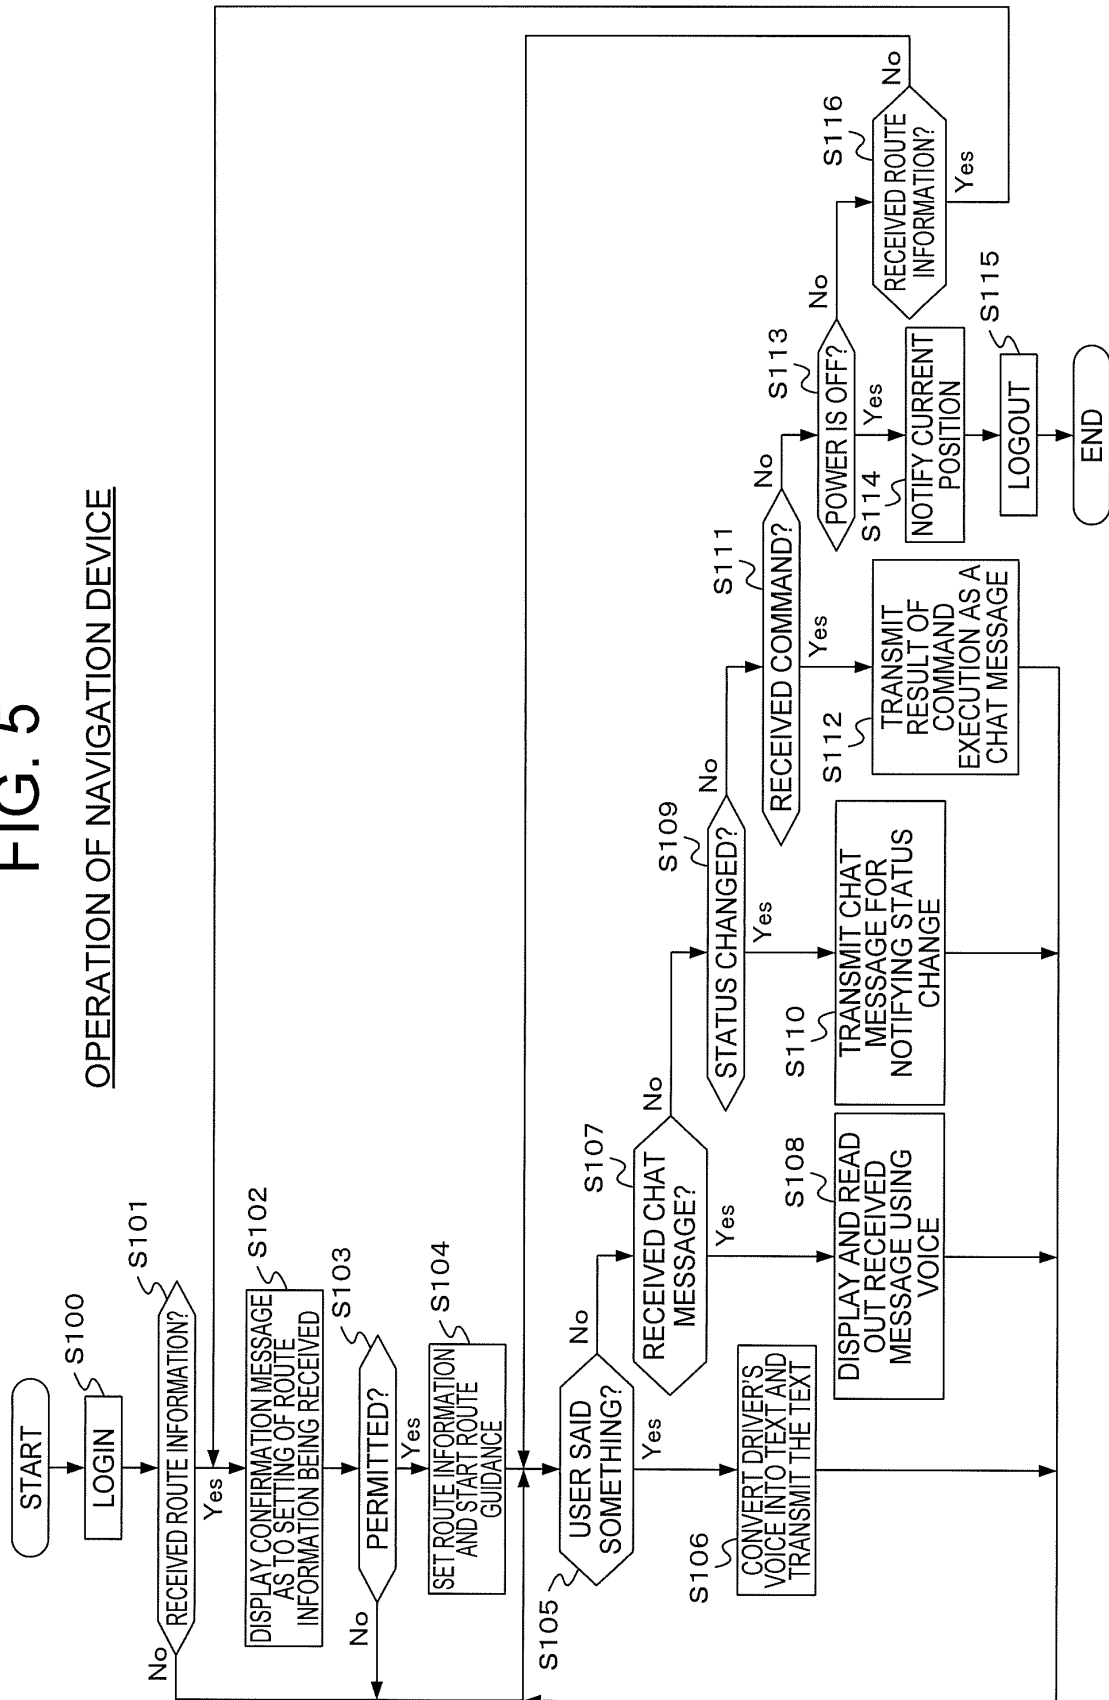 FIG. 5
OPERATION OF NAVIGATION DEVICE
START
S100
LOGIN
S101
RECEIVED ROUTE INFORMATION?
No
Yes
S102
DISPLAY CONFIRMATION MESSAGE
AS TO SETTING OF ROUTE
INFORMATION BEING RECEIVED
S103
PERMITTED?
No
Yes
S104
SET ROUTE INFORMATION
AND START ROUTE
GUIDANCE
S105
USER SAID
SOMETHING?
No
Yes
S106
CONVERT DRIVER'S
VOICE INTO TEXT AND
TRANSMIT THE TEXT
S107
RECEIVED CHAT
MESSAGE?
No
Yes
S108
DISPLAY AND READ
OUT RECEIVED
MESSAGE USING
VOICE
S109
STATUS CHANGED?
No
Yes
S110
TRANSMIT CHAT
MESSAGE FOR
NOTIFYING STATUS
CHANGE
S111
RECEIVED COMMAND?
No
Yes
S112
TRANSMIT
RESULT OF
COMMAND
EXECUTION AS A
CHAT MESSAGE
S113
POWER IS OFF?
No
Yes
S114
NOTIFY CURRENT
POSITION
S115
LOGOUT
END
S116
RECEIVED ROUTE
INFORMATION?
No
Yes